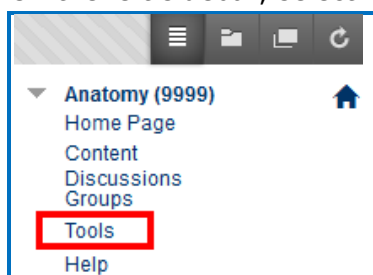 Anatomy (9999)
Home Page
Content
Discussions
Groups
Tools
Help